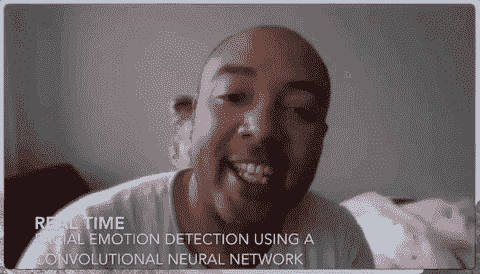 REAL TIME
FACIAL EMOTION DETECTION USING A
CONVOLUTIONAL NEURAL NETWORK